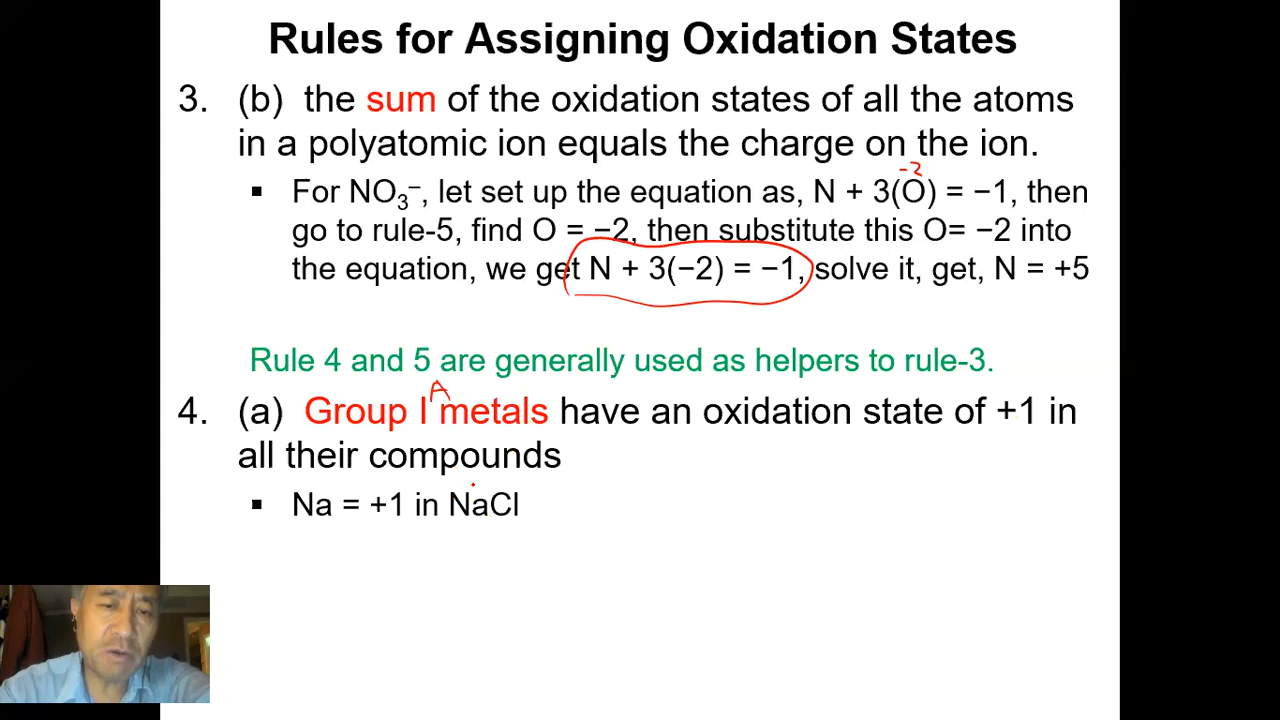 Rules for Assigning Oxidation States
3. (b) the sum of the oxidation states of all the atoms
in a polyatomic ion equals the charge on the ion.
-2
▪ For NO₃⁻, let set up the equation as, N + 3(O) = −1, then
go to rule-5, find O = −2, then substitute this O= −2 into
the equation, we get N + 3(−2) = −1, solve it, get, N = +5
Rule 4 and 5 are generally used as helpers to rule-3.
A
4. (a) Group I metals have an oxidation state of +1 in
all their compounds
▪ Na = +1 in NaCl